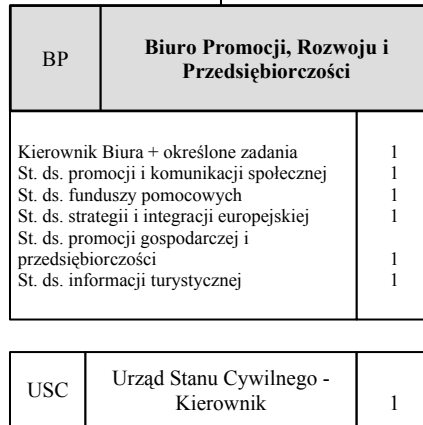 BP
Biuro Promocji, Rozwoju i
Przedsiębiorczości
Kierownik Biura + określone zadania 1
St. ds. promocji i komunikacji społecznej 1
St. ds. funduszy pomocowych 1
St. ds. strategii i integracji europejskiej 1
St. ds. promocji gospodarczej i
przedsiębiorczości 1
St. ds. informacji turystycznej 1
USC
Urząd Stanu Cywilnego -
Kierownik 1